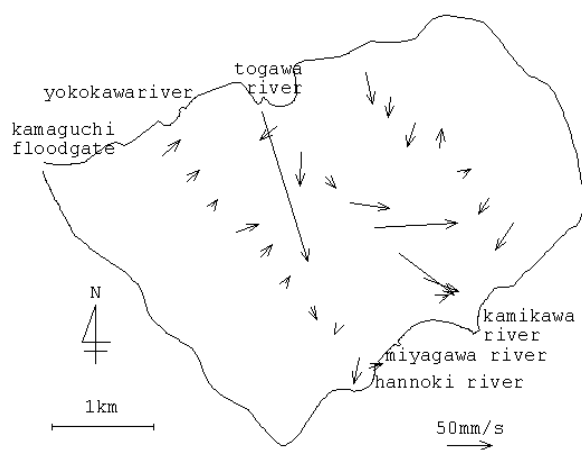 togawa
river
yokokawariver
kamaguchi
floodgate
N
kamikawa
river
miyagawa river
hannoki river
1km
50mm/s